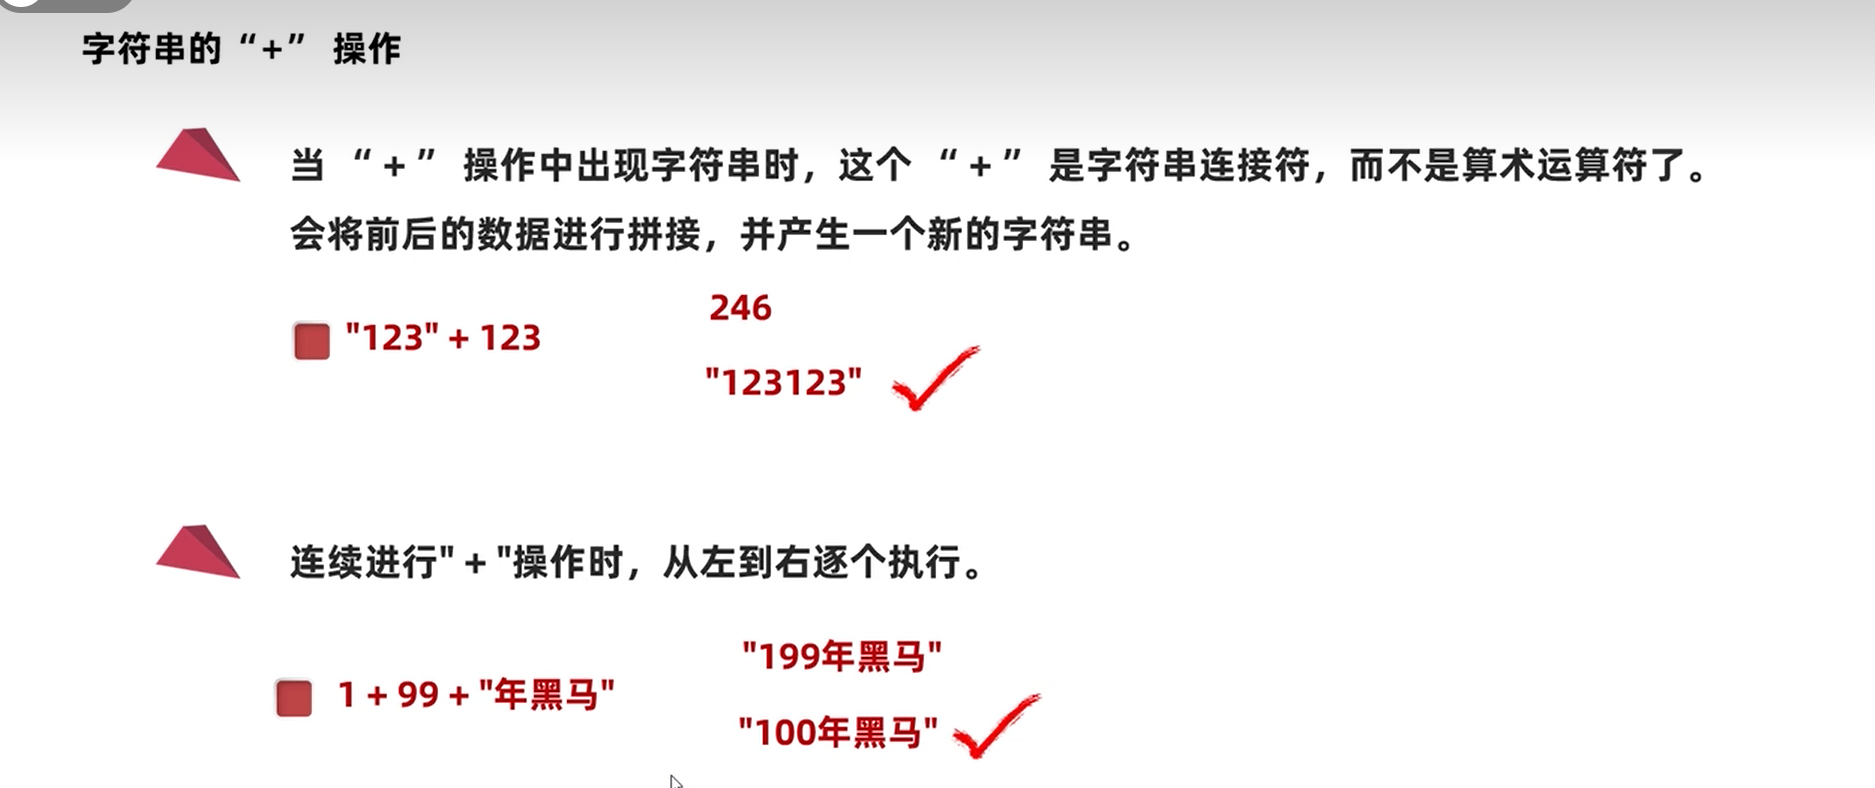 字符串的“+” 操作
当 “+” 操作中出现字符串时，这个 “+” 是字符串连接符，而不是算术运算符了。
会将前后的数据进行拼接，并产生一个新的字符串。
"123" + 123
246
"123123"
连续进行" + "操作时，从左到右逐个执行。
1 + 99 + "年黑马"
"199年黑马"
"100年黑马"